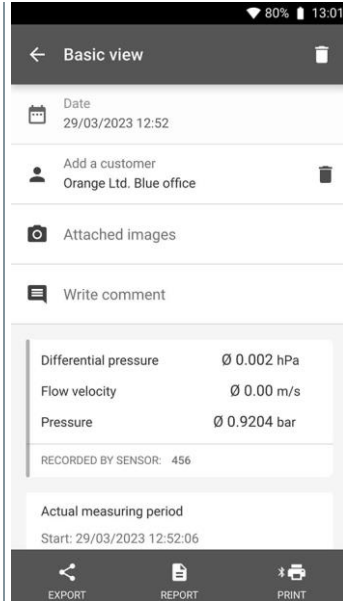 80% 13:01
Basic view
Date
29/03/2023 12:52
Add a customer
Orange Ltd. Blue office
Attached images
Write comment
Differential pressure Ø 0.002 hPa
Flow velocity Ø 0.00 m/s
Pressure Ø 0.9204 bar
RECORDED BY SENSOR: 456
Actual measuring period
Start: 29/03/2023 12:52:06
EXPORT REPORT PRINT